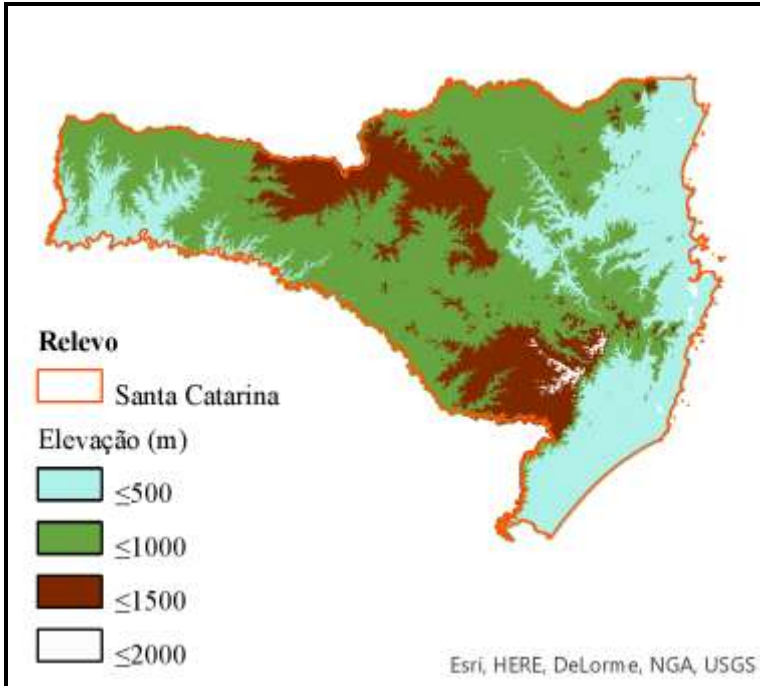 Relevo
Santa Catarina
Elevação (m)
≤500
≤1000
≤1500
≤2000
Esri, HERE, DeLorme, NGA, USGS